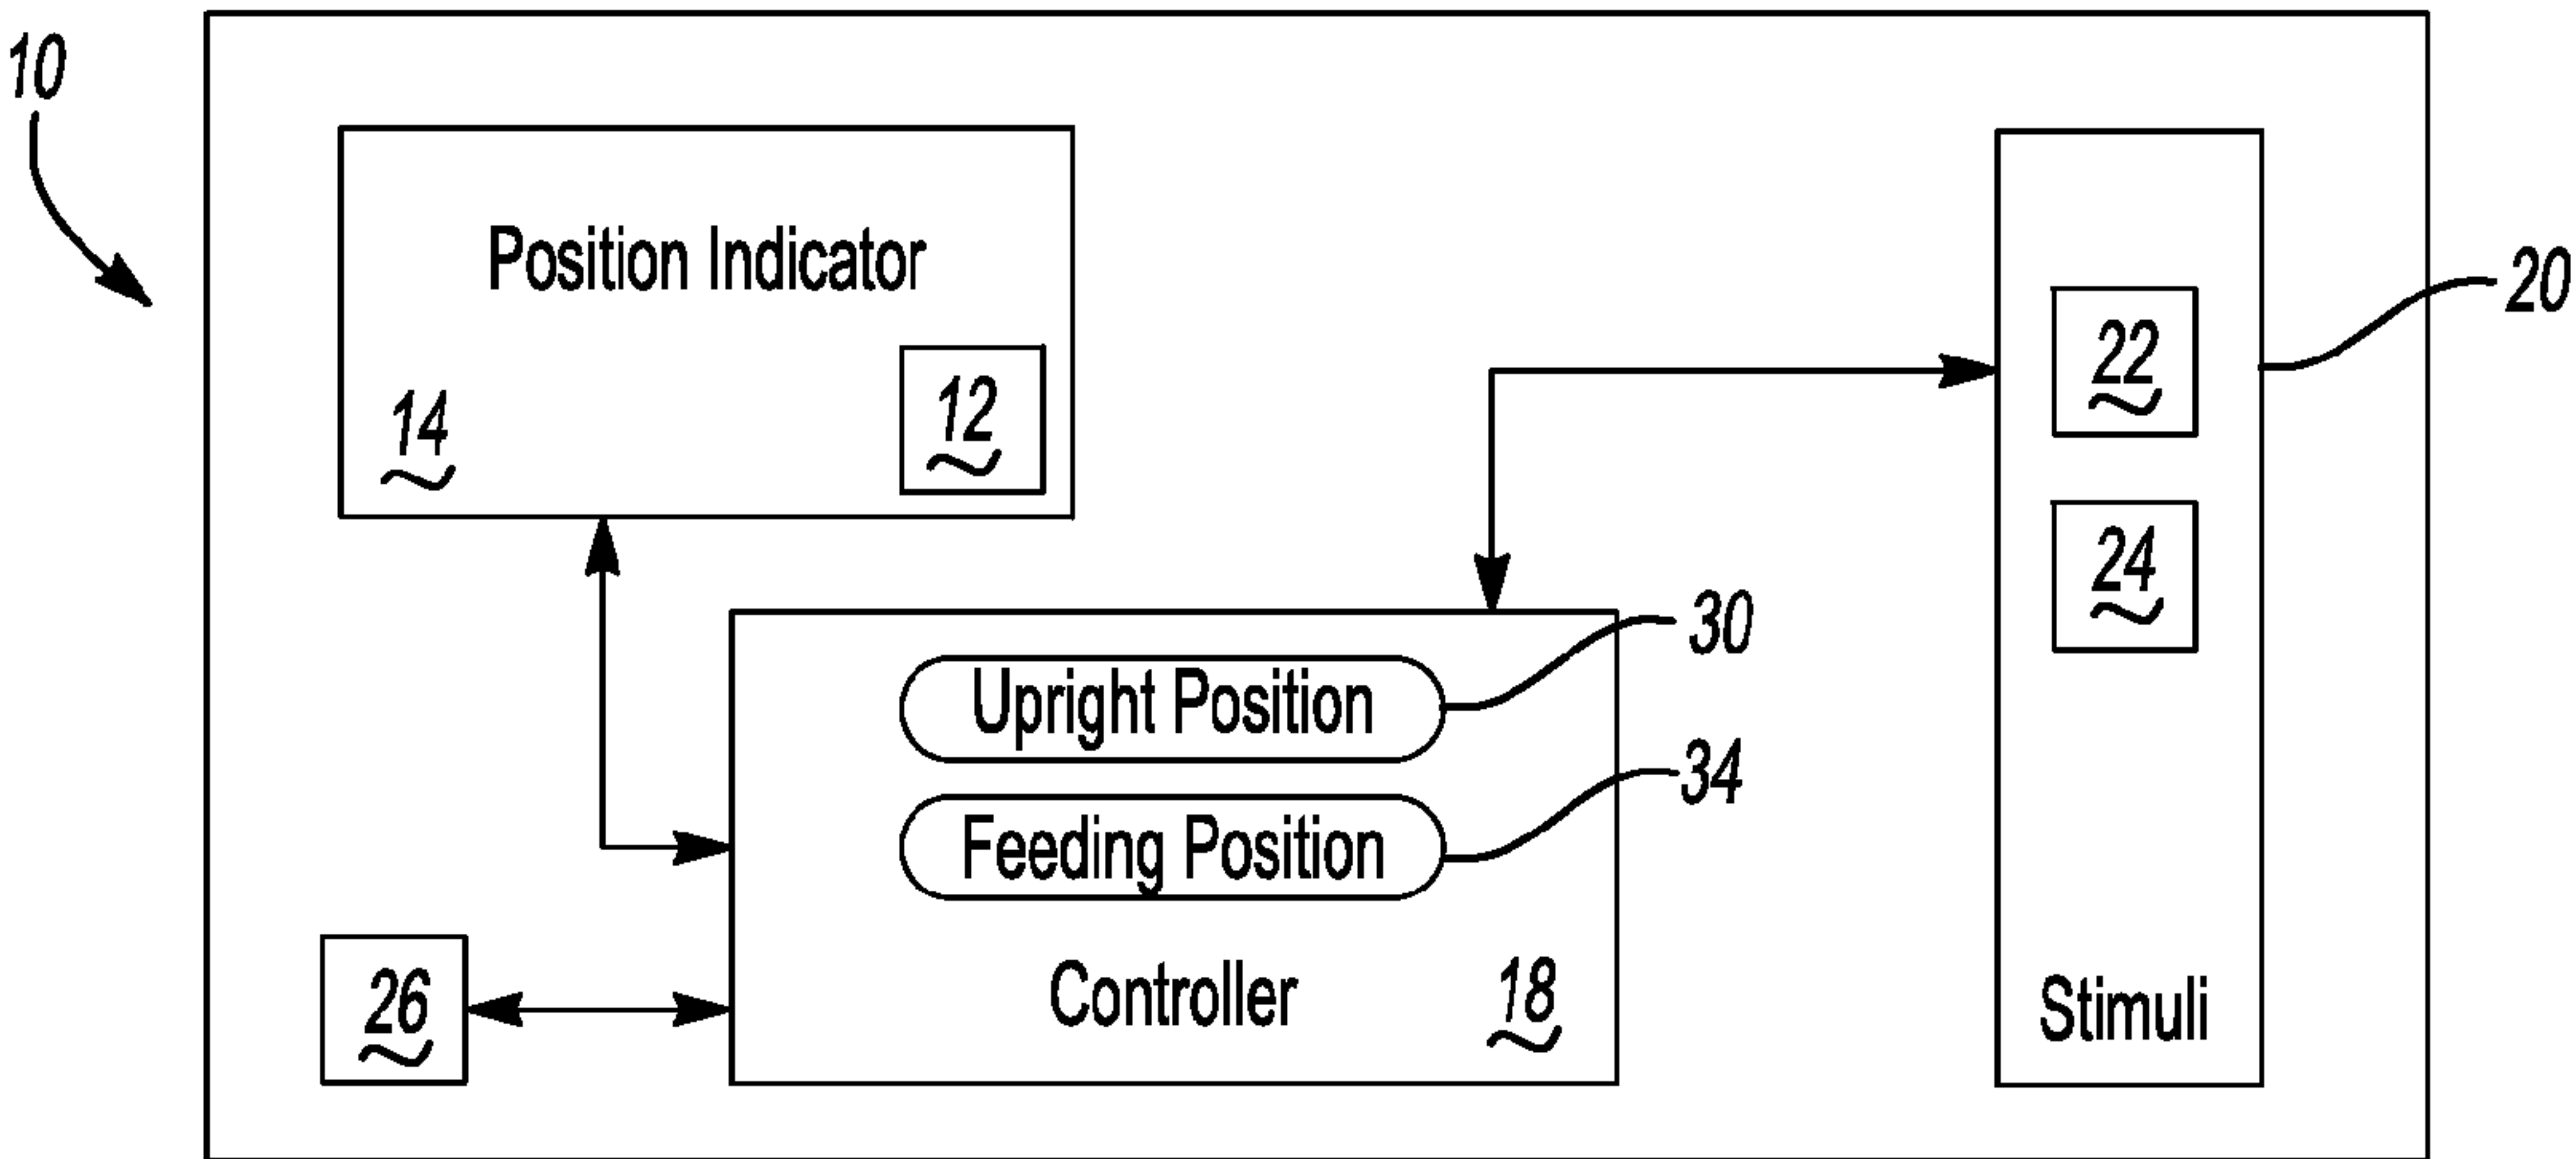 10
Position Indicator
14
12
20
22
24
30
Upright Position
34
Feeding Position
26
Controller
18
Stimuli